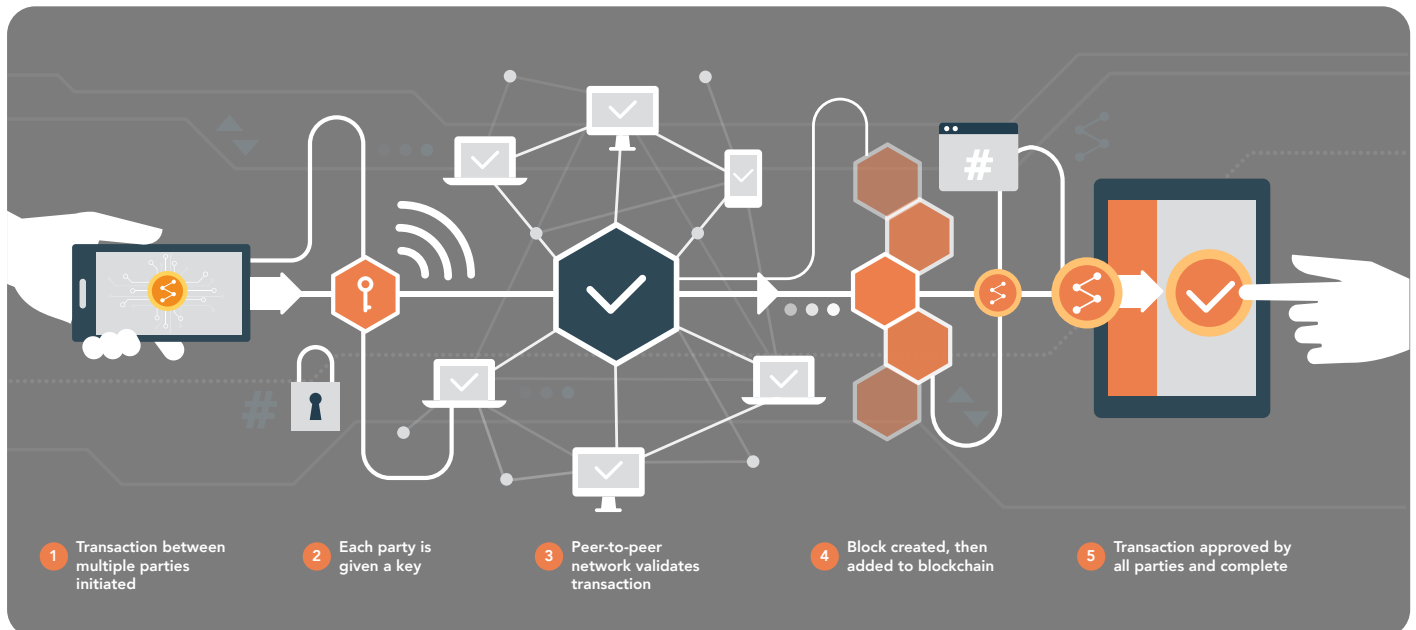 #
#
1 Transaction between
multiple parties
initiated
2 Each party is
given a key
3 Peer-to-peer
network validates
transaction
4 Block created, then
added to blockchain
5 Transaction approved by
all parties and complete